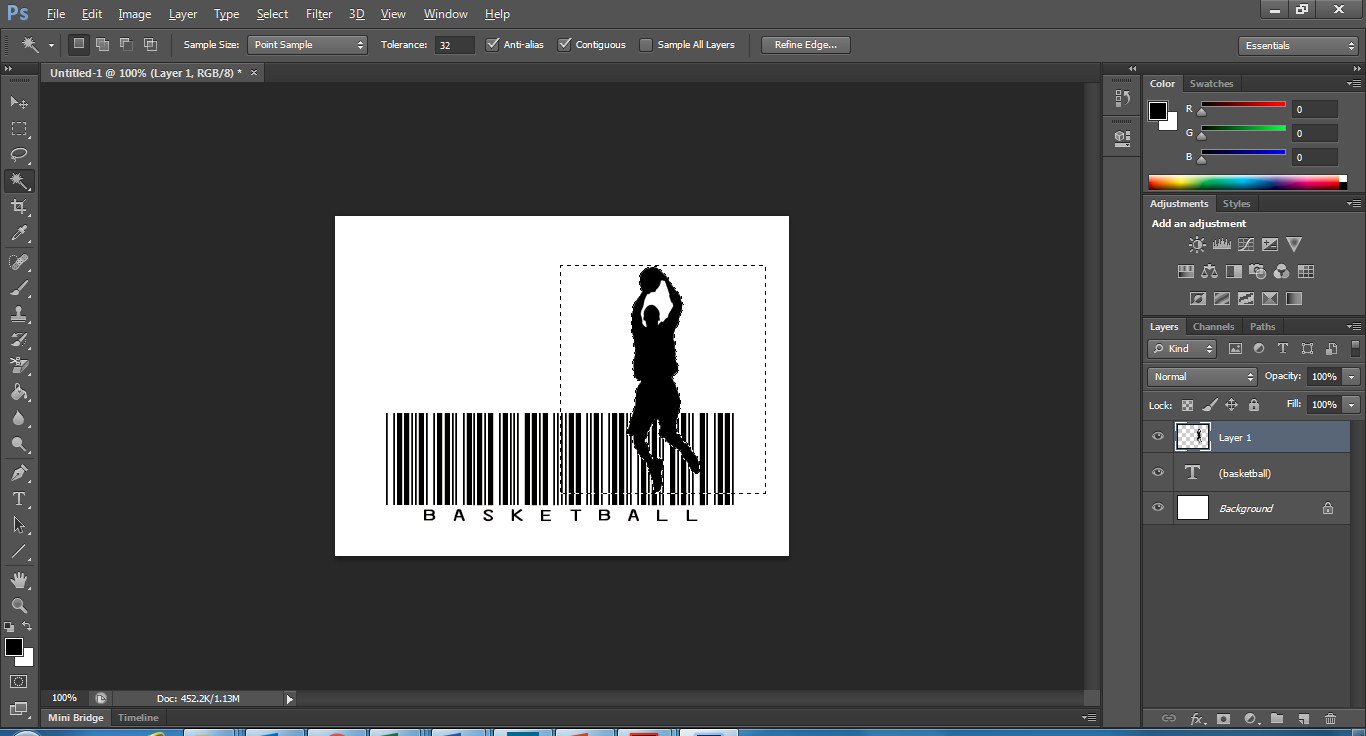 Ps File Edit Image Layer Type Select Filter 3D View Window Help
Sample Size: Point Sample Tolerance: 32 Anti-alias Contiguous Sample All Layers Refine Edge... Essentials
Untitled-1 @ 100% (Layer 1, RGB/8) * ×
Color Swatches
R 0
G 0
B 0
Adjustments Styles
Add an adjustment
Layers Channels Paths
Kind
Normal Opacity: 100%
Lock: Fill: 100%
Layer 1
T (basketball)
Background
BASKETBALL
100% Doc: 452.2K/1.13M
Mini Bridge Timeline
fx